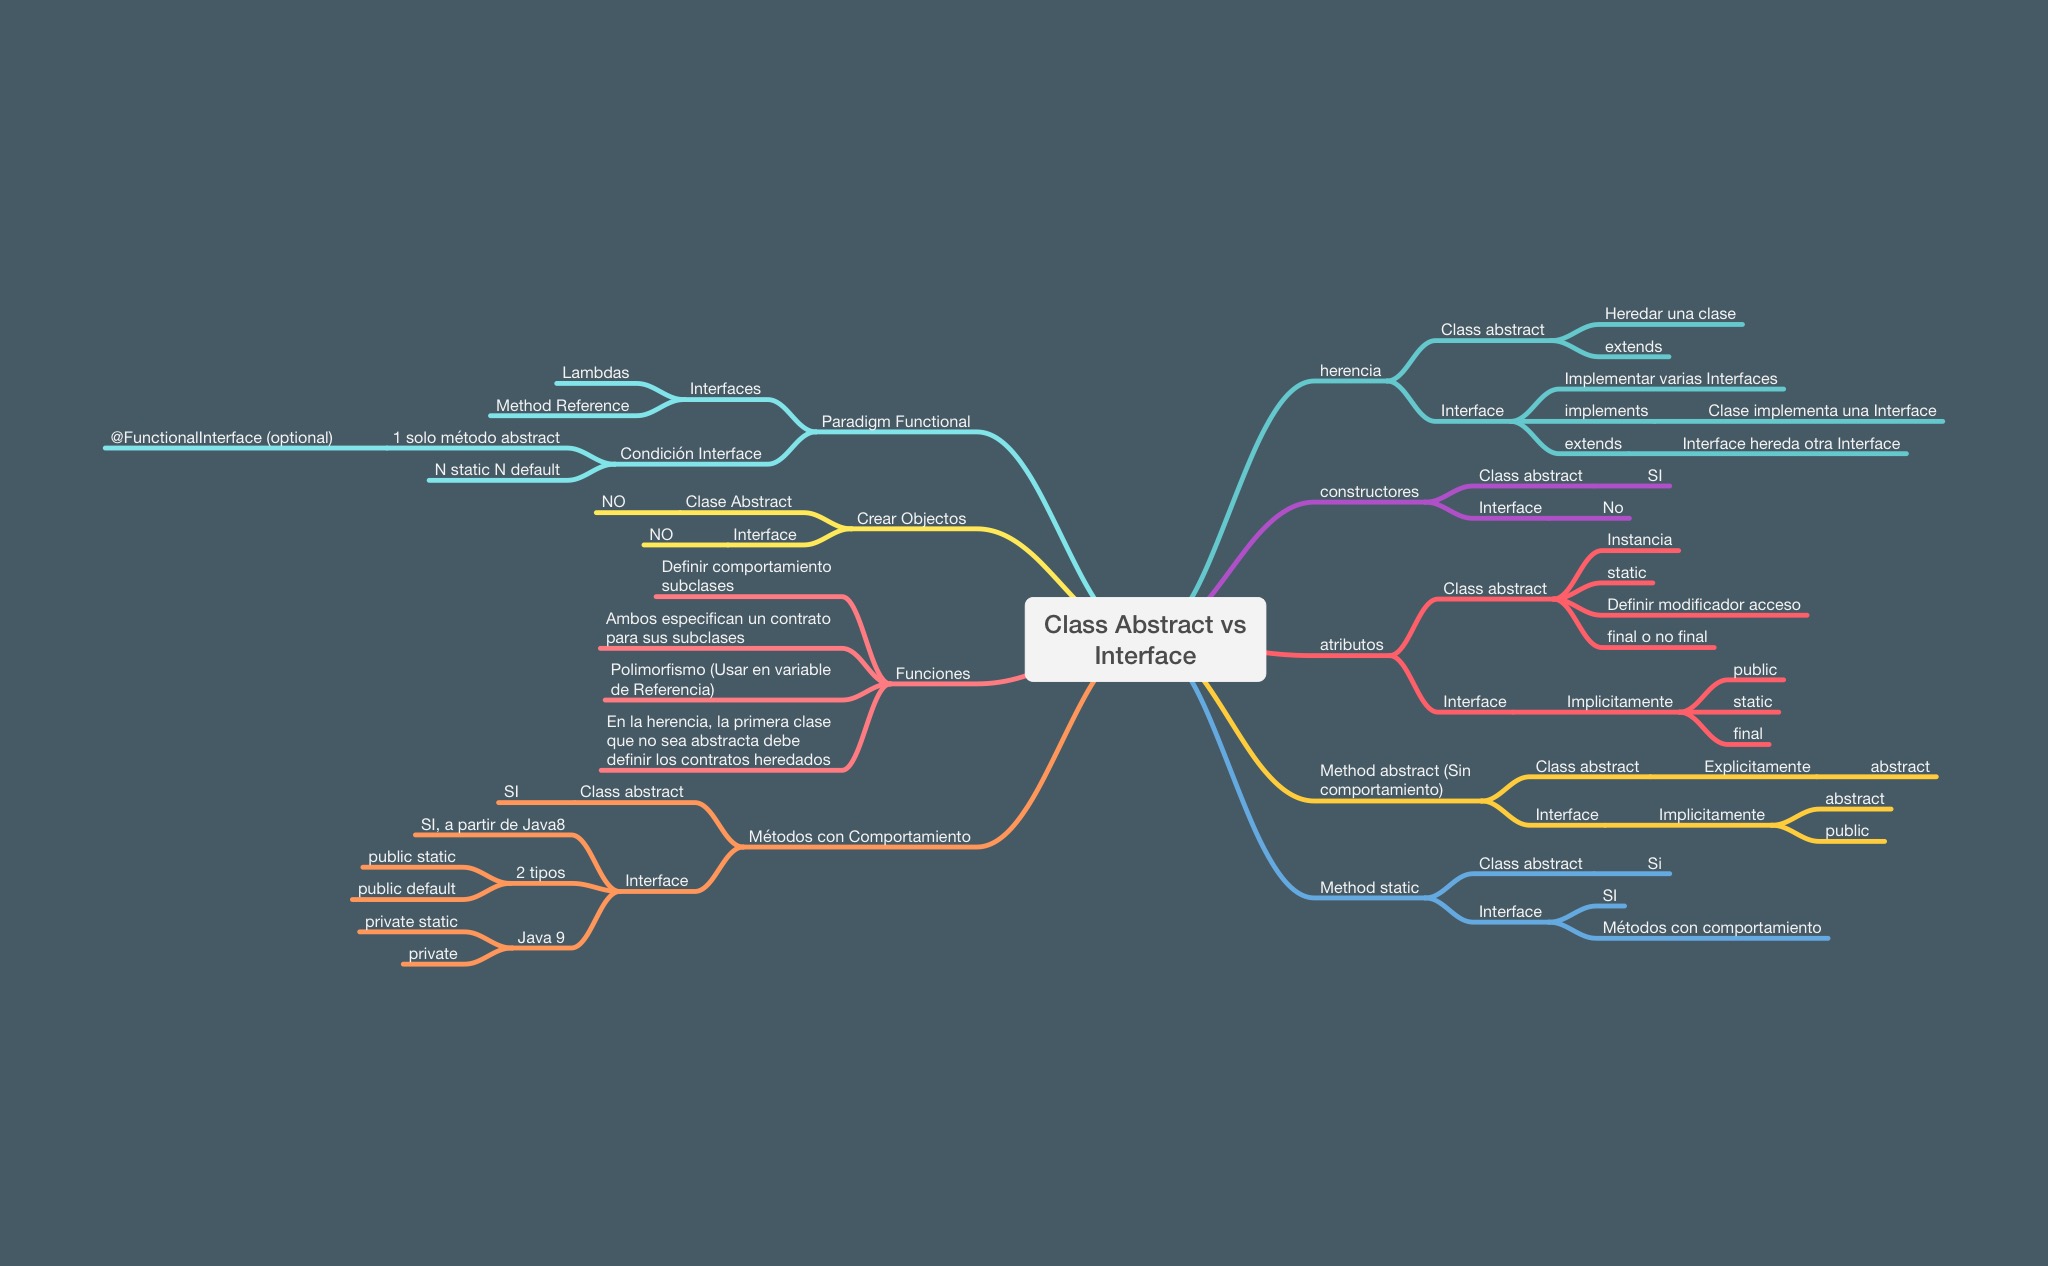 Class Abstract vs
Interface
herencia
Class abstract
Heredar una clase
extends
Interface
Implementar varias Interfaces
implements
Clase implementa una Interface
extends
Interface hereda otra Interface
constructores
Class abstract
SI
Interface
No
atributos
Class abstract
Instancia
static
Definir modificador acceso
final o no final
Interface
Implicitamente
public
static
final
Method abstract (Sin
comportamiento)
Class abstract
Explicitamente
abstract
Interface
Implicitamente
abstract
public
Method static
Class abstract
Si
Interface
SI
Métodos con comportamiento
Paradigm Functional
Interfaces
Lambdas
Method Reference
Condición Interface
1 solo método abstract
@FunctionalInterface (optional)
N static N default
Crear Objectos
Clase Abstract
NO
Interface
NO
Funciones
Definir comportamiento
subclases
Ambos especifican un contrato
para sus subclases
Polimorfismo (Usar en variable
de Referencia)
En la herencia, la primera clase
que no sea abstracta debe
definir los contratos heredados
Métodos con Comportamiento
Class abstract
SI
Interface
SI, a partir de Java8
2 tipos
public static
public default
Java 9
private static
private